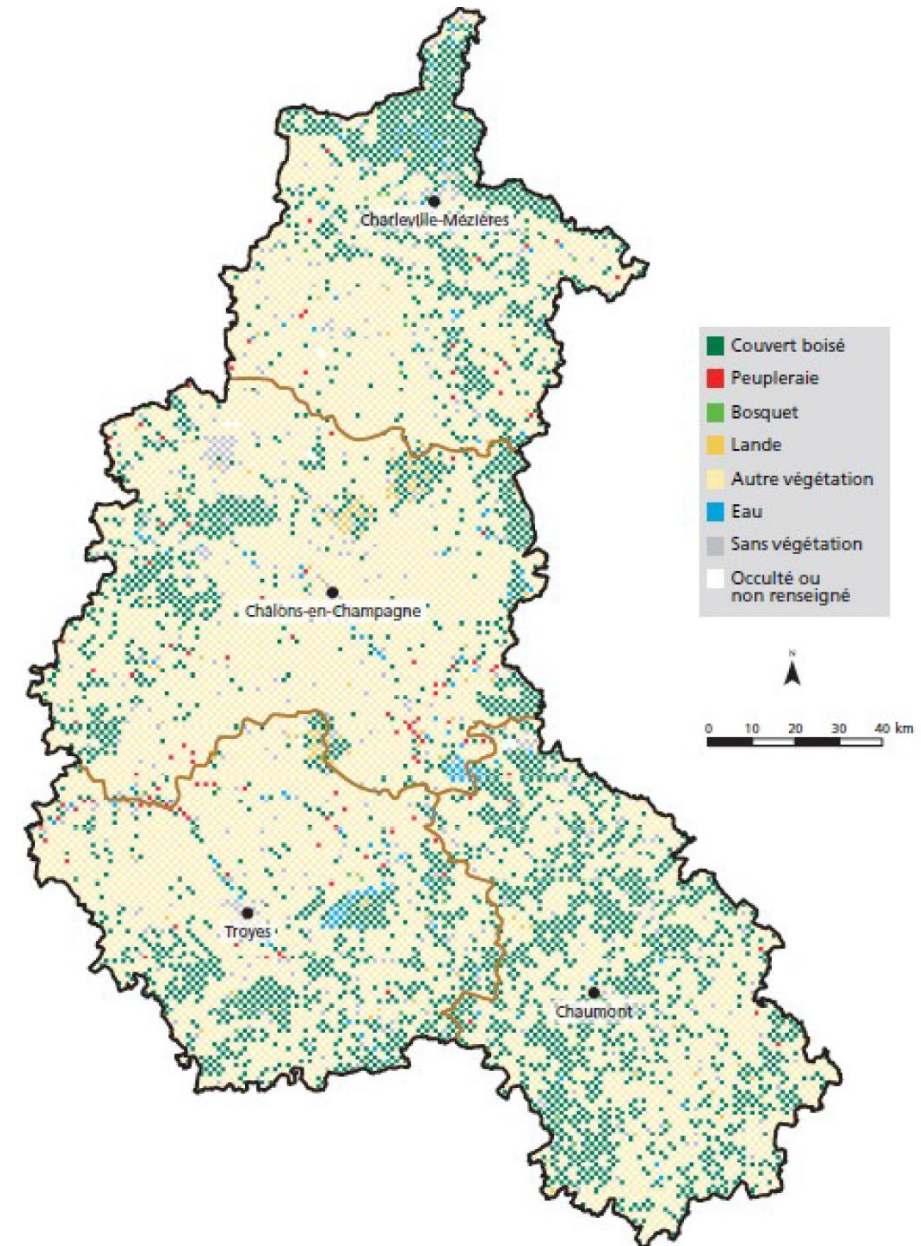 Charleville-Mézières
Châlons-en-Champagne
Troyes
Chaumont
Couvert boisé
Peupleraie
Bosquet
Lande
Autre végétation
Eau
Sans végétation
Occulté ou
non renseigné
N
0 10 20 30 40 km